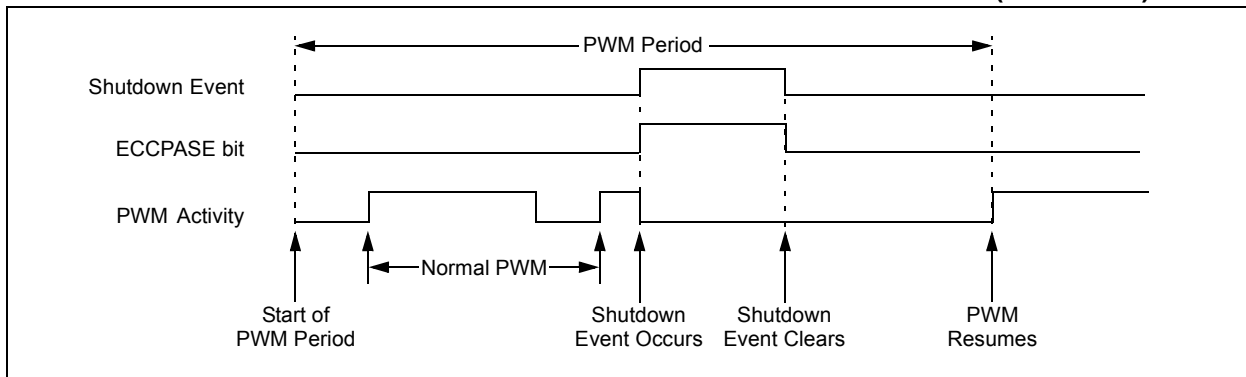 PWM Period
Shutdown Event
ECCPASE bit
PWM Activity
Normal PWM
Start of
PWM Period
Shutdown
Event Occurs
Shutdown
Event Clears
PWM
Resumes